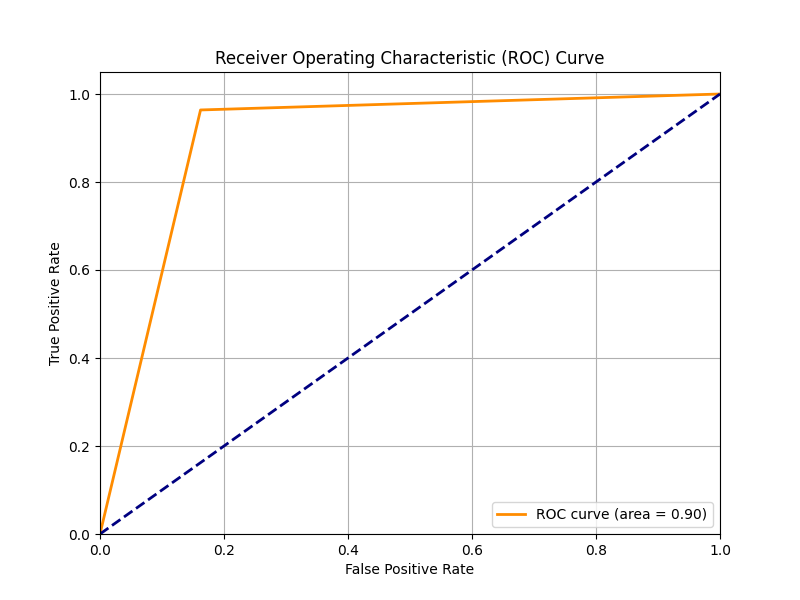 Receiver Operating Characteristic (ROC) Curve
True Positive Rate
1.0
0.8
0.6
0.4
0.2
0.0
0.0 0.2 0.4 0.6 0.8 1.0
False Positive Rate
ROC curve (area = 0.90)